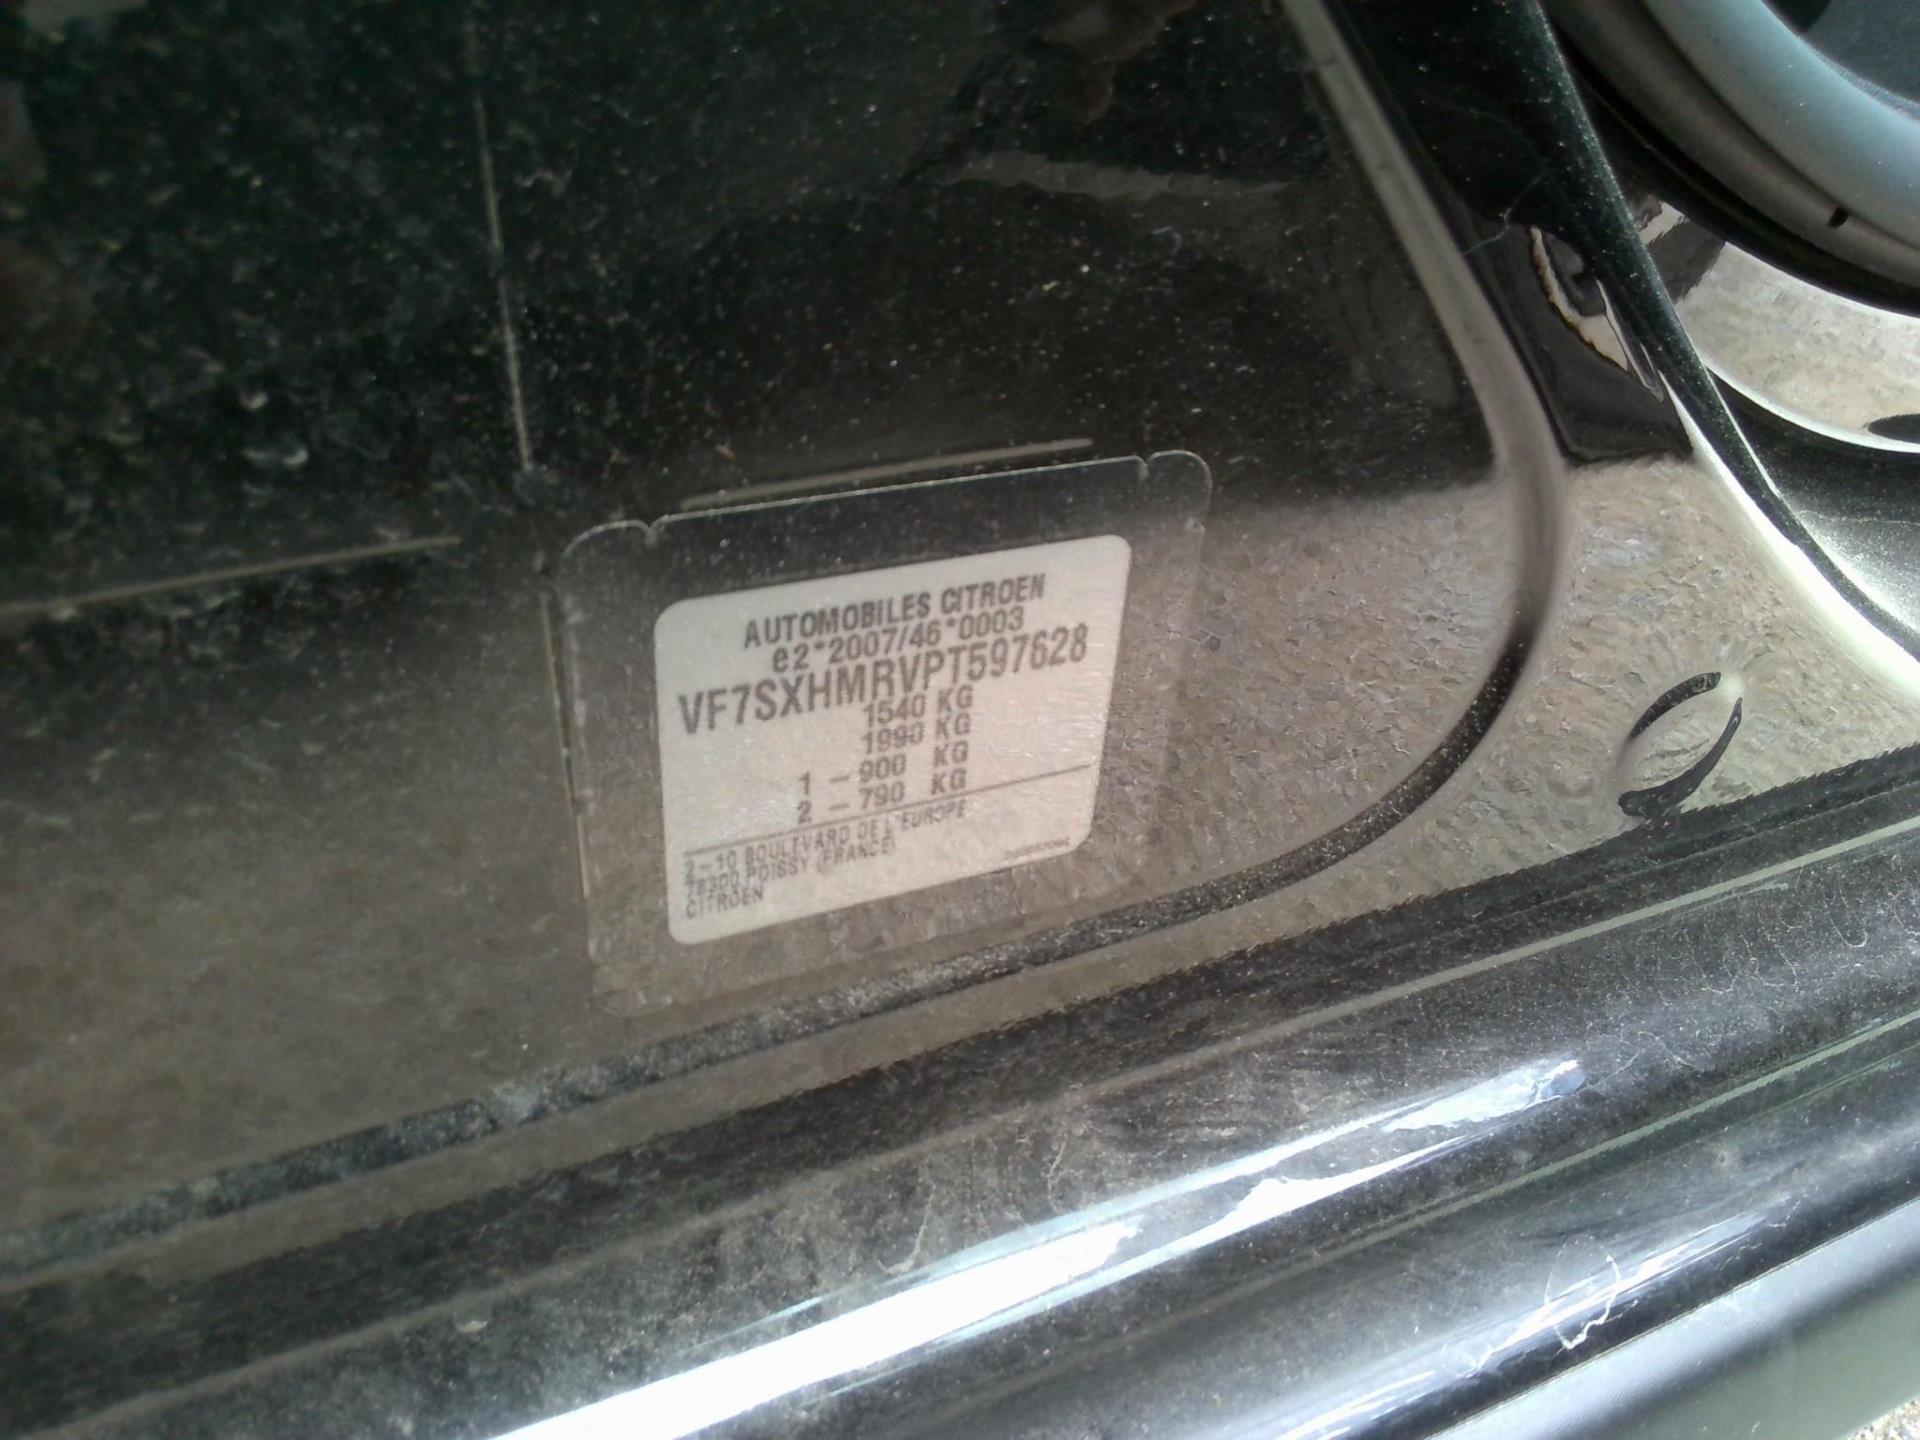 AUTOMOBILES CITROEN
e2*2007/46*0003
VF7SXHMRVPT597628
1540 KG
1990 KG
1 - 900 KG
2 - 790 KG
2-10 BOULEVARD DE L'EUROPE
78300 POISSY (FRANCE)
CITROEN